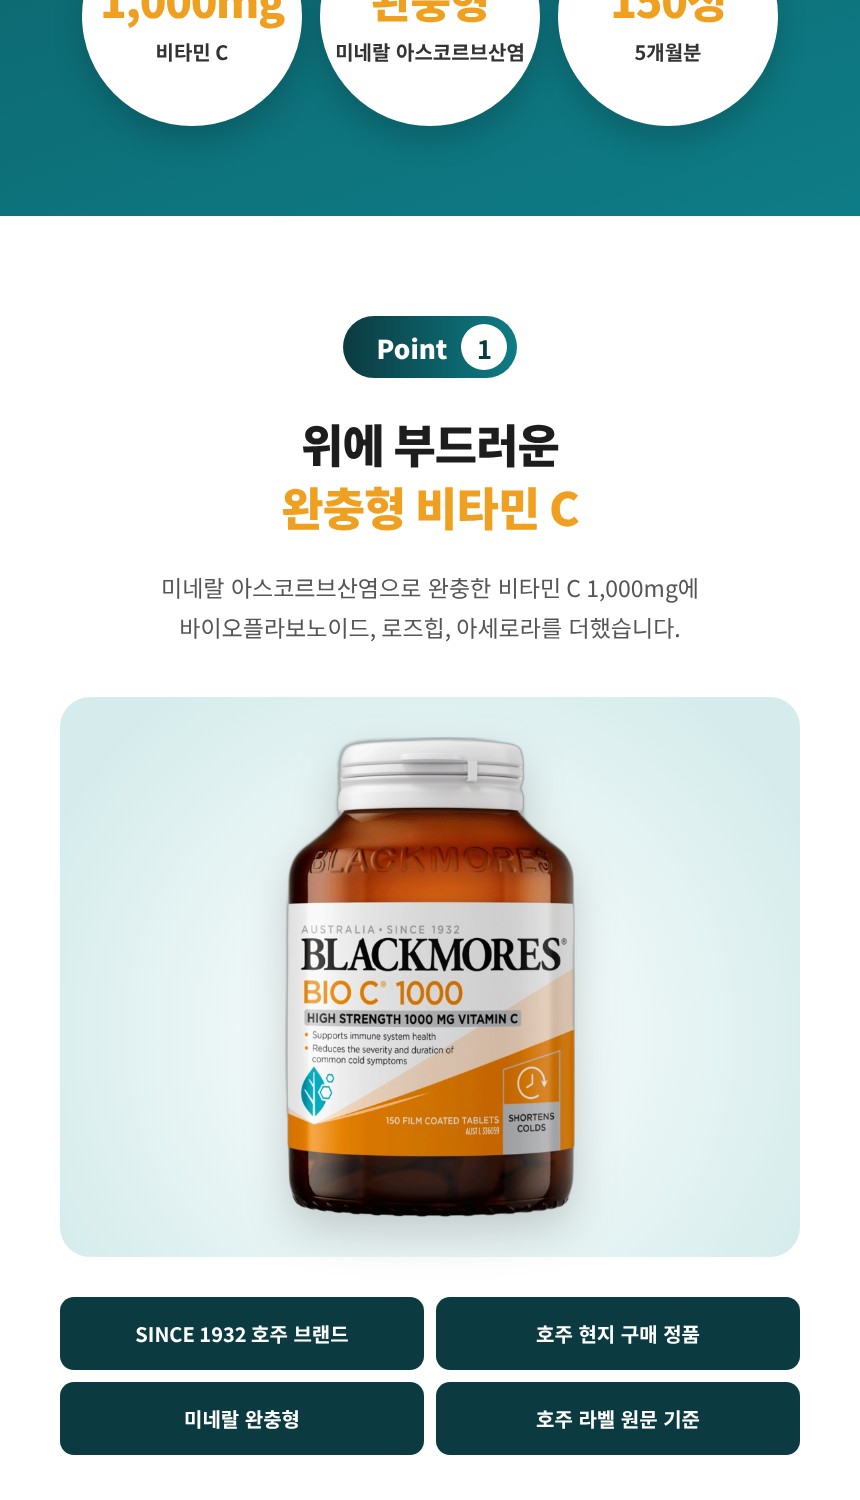 1,000mg
완충형
150정
비타민 C
미네랄 아스코르브산염
5개월분
Point 1
위에 부드러운
완충형 비타민 C
미네랄 아스코르브산염으로 완충한 비타민 C 1,000mg에
바이오플라보노이드, 로즈힙, 아세로라를 더했습니다.
BLACKMORES
AUSTRALIA • SINCE 1932
BLACKMORES®
BIO C® 1000
HIGH STRENGTH 1000 MG VITAMIN C
• Supports immune system health
• Reduces the severity and duration of
common cold symptoms
150 FILM COATED TABLETS
AUST L 336059
SHORTENS
COLDS
SINCE 1932 호주 브랜드
호주 현지 구매 정품
미네랄 완충형
호주 라벨 원문 기준